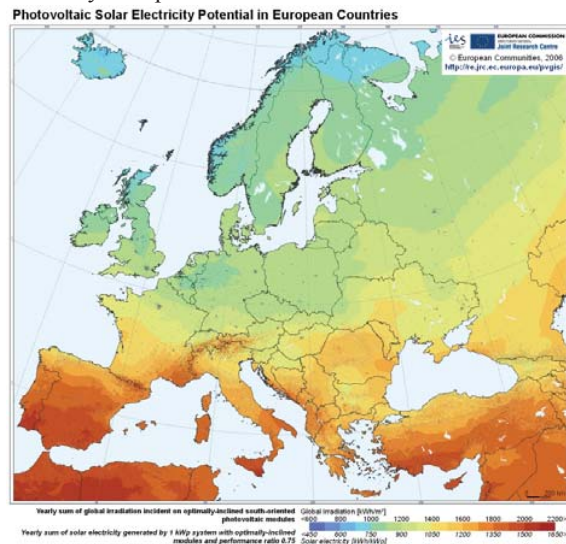 Photovoltaic Solar Electricity Potential in European Countries
ies EUROPEAN COMMISSION
Joint Research Centre
© European Communities, 2006
http://re.jrc.ec.europa.eu/pvgis/
Yearly sum of global irradiation incident on optimally-inclined south-oriented
photovoltaic modules
Global irradiation [kWh/m²]
<600 800 1000 1200 1400 1600 1800 2000 2200>
Yearly sum of solar electricity generated by 1 kWp system with optimally-inclined
modules and performance ratio 0.75
<450 600 750 900 1050 1200 1350 1500 1650>
Solar electricity [kWh/kWp]